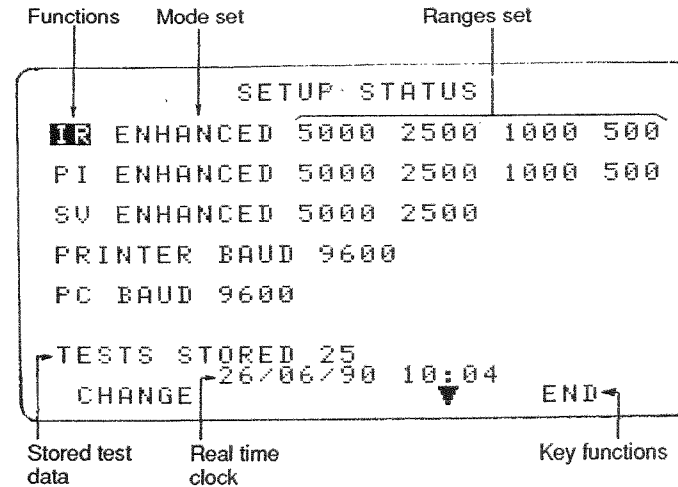 Functions Mode set Ranges set
SETUP STATUS
IR ENHANCED 5000 2500 1000 500
PI ENHANCED 5000 2500 1000 500
SV ENHANCED 5000 2500
PRINTER BAUD 9600
PC BAUD 9600
TESTS STORED 25
26/06/90 10:04
CHANGE END
Stored test data
Real time clock
Key functions